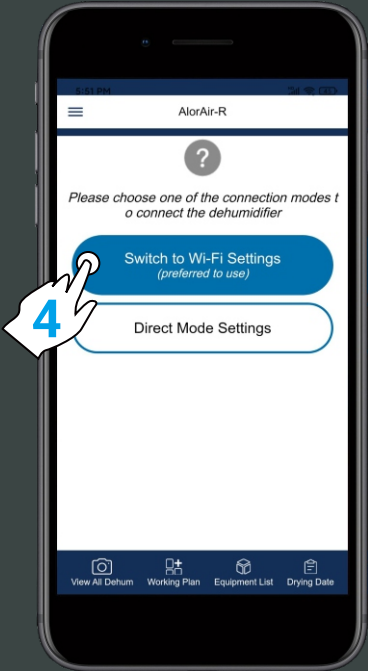 5:51 PM
AlorAir-R
?
Please choose one of the connection modes t
o connect the dehumidifier
Switch to Wi-Fi Settings
(preferred to use)
4
Direct Mode Settings
View All Dehum Working Plan Equipment List Drying Date